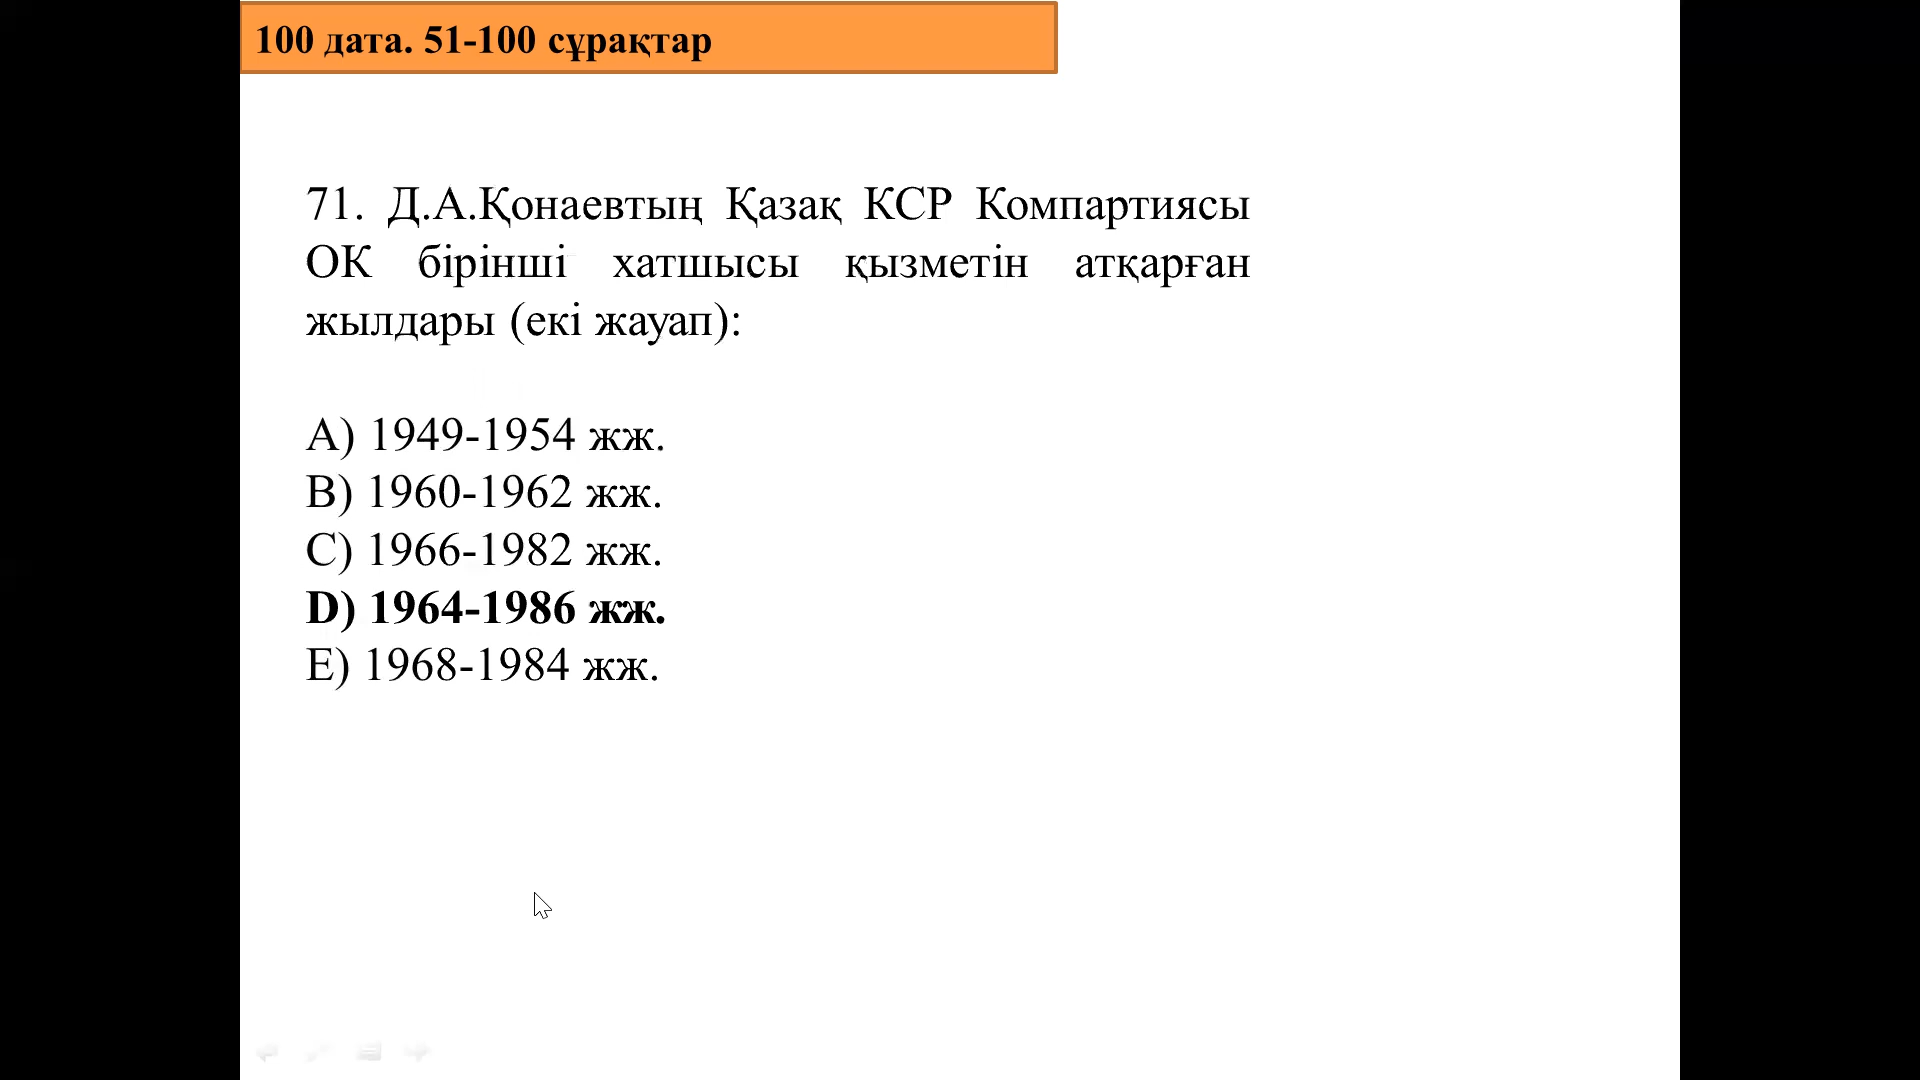 100 дата. 51-100 сұрақтар
71. Д.А.Қонаевтың Қазақ КСР Компартиясы
ОК бірінші хатшысы қызметін атқарған
жылдары (екі жауап):
A) 1949-1954 жж.
B) 1960-1962 жж.
C) 1966-1982 жж.
D) 1964-1986 жж.
E) 1968-1984 жж.